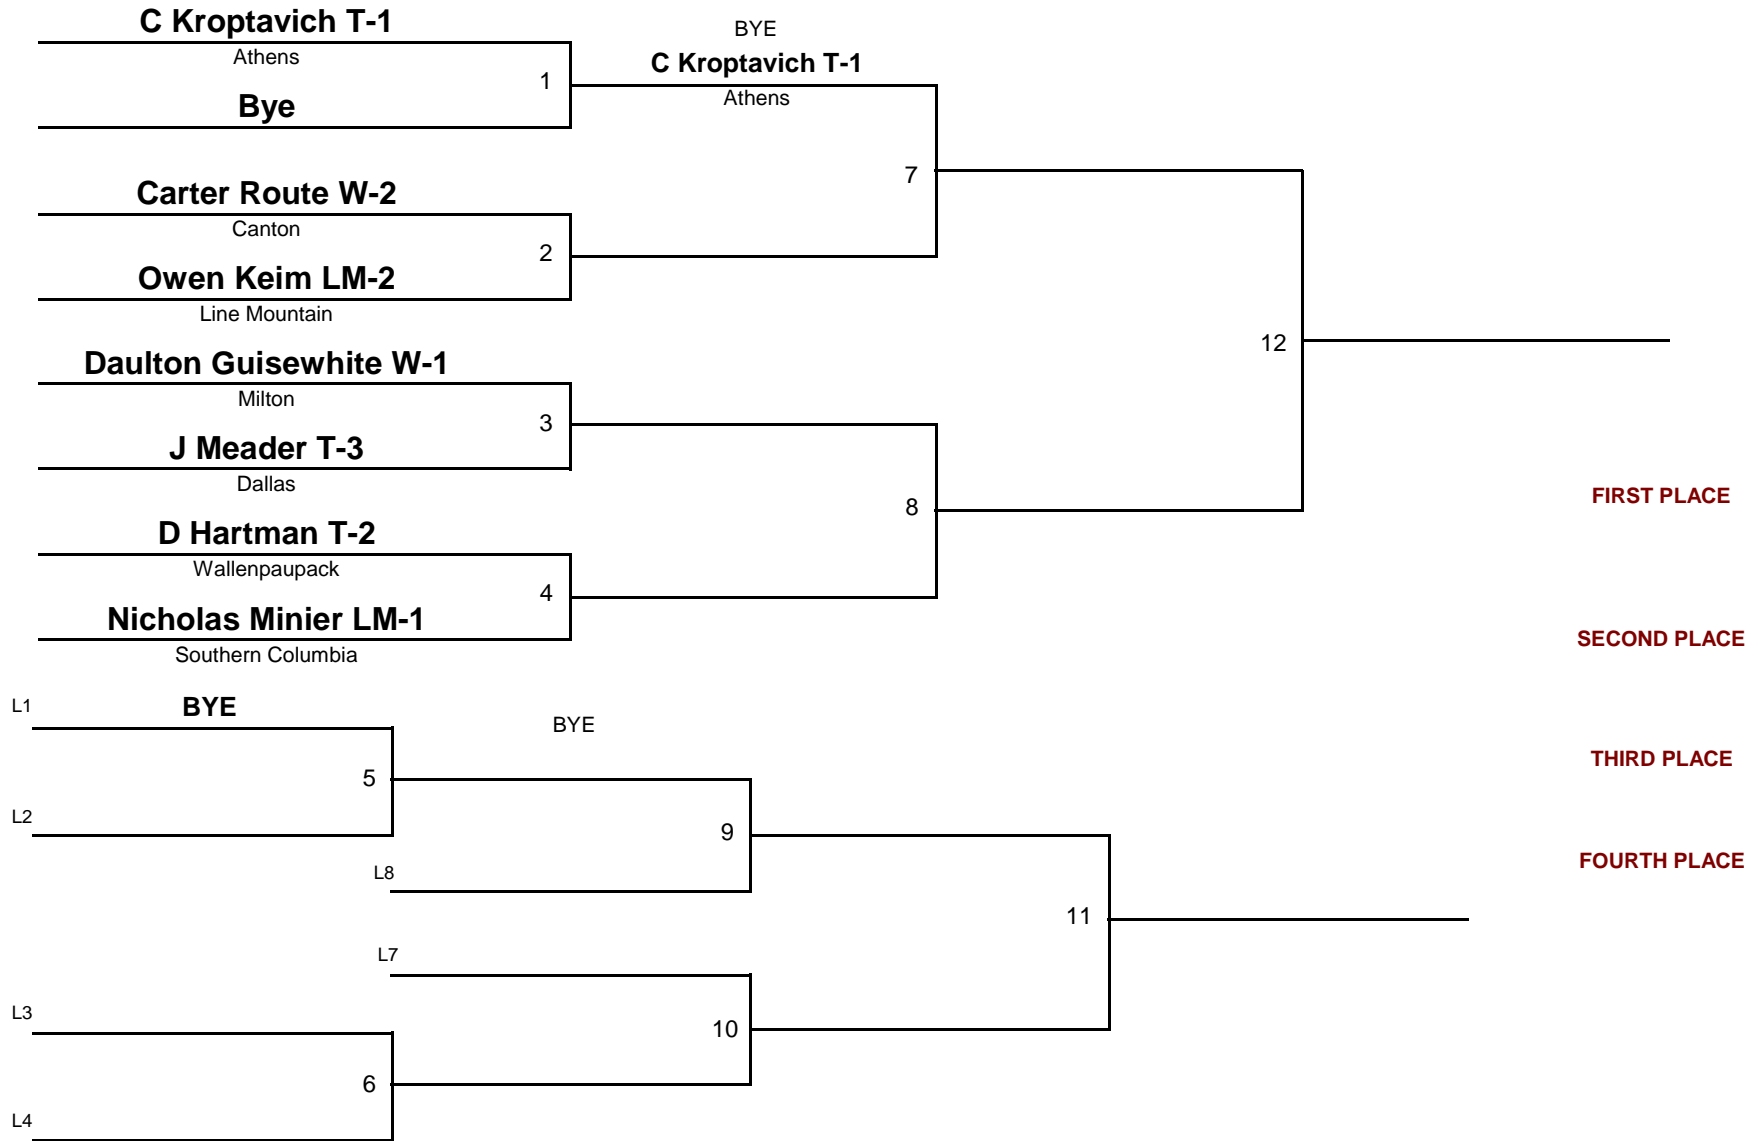 C Kroptavich T-1
Athens
1
Bye
BYE
C Kroptavich T-1
Athens
Carter Route W-2
Canton
2
Owen Keim LM-2
Line Mountain
7
Daulton Guisewhite W-1
Milton
3
J Meader T-3
Dallas
D Hartman T-2
Wallenpaupack
4
Nicholas Minier LM-1
Southern Columbia
8
12
FIRST PLACE
SECOND PLACE
THIRD PLACE
FOURTH PLACE
L1
BYE
BYE
5
L2
9
L8
11
L7
L3
10
6
L4